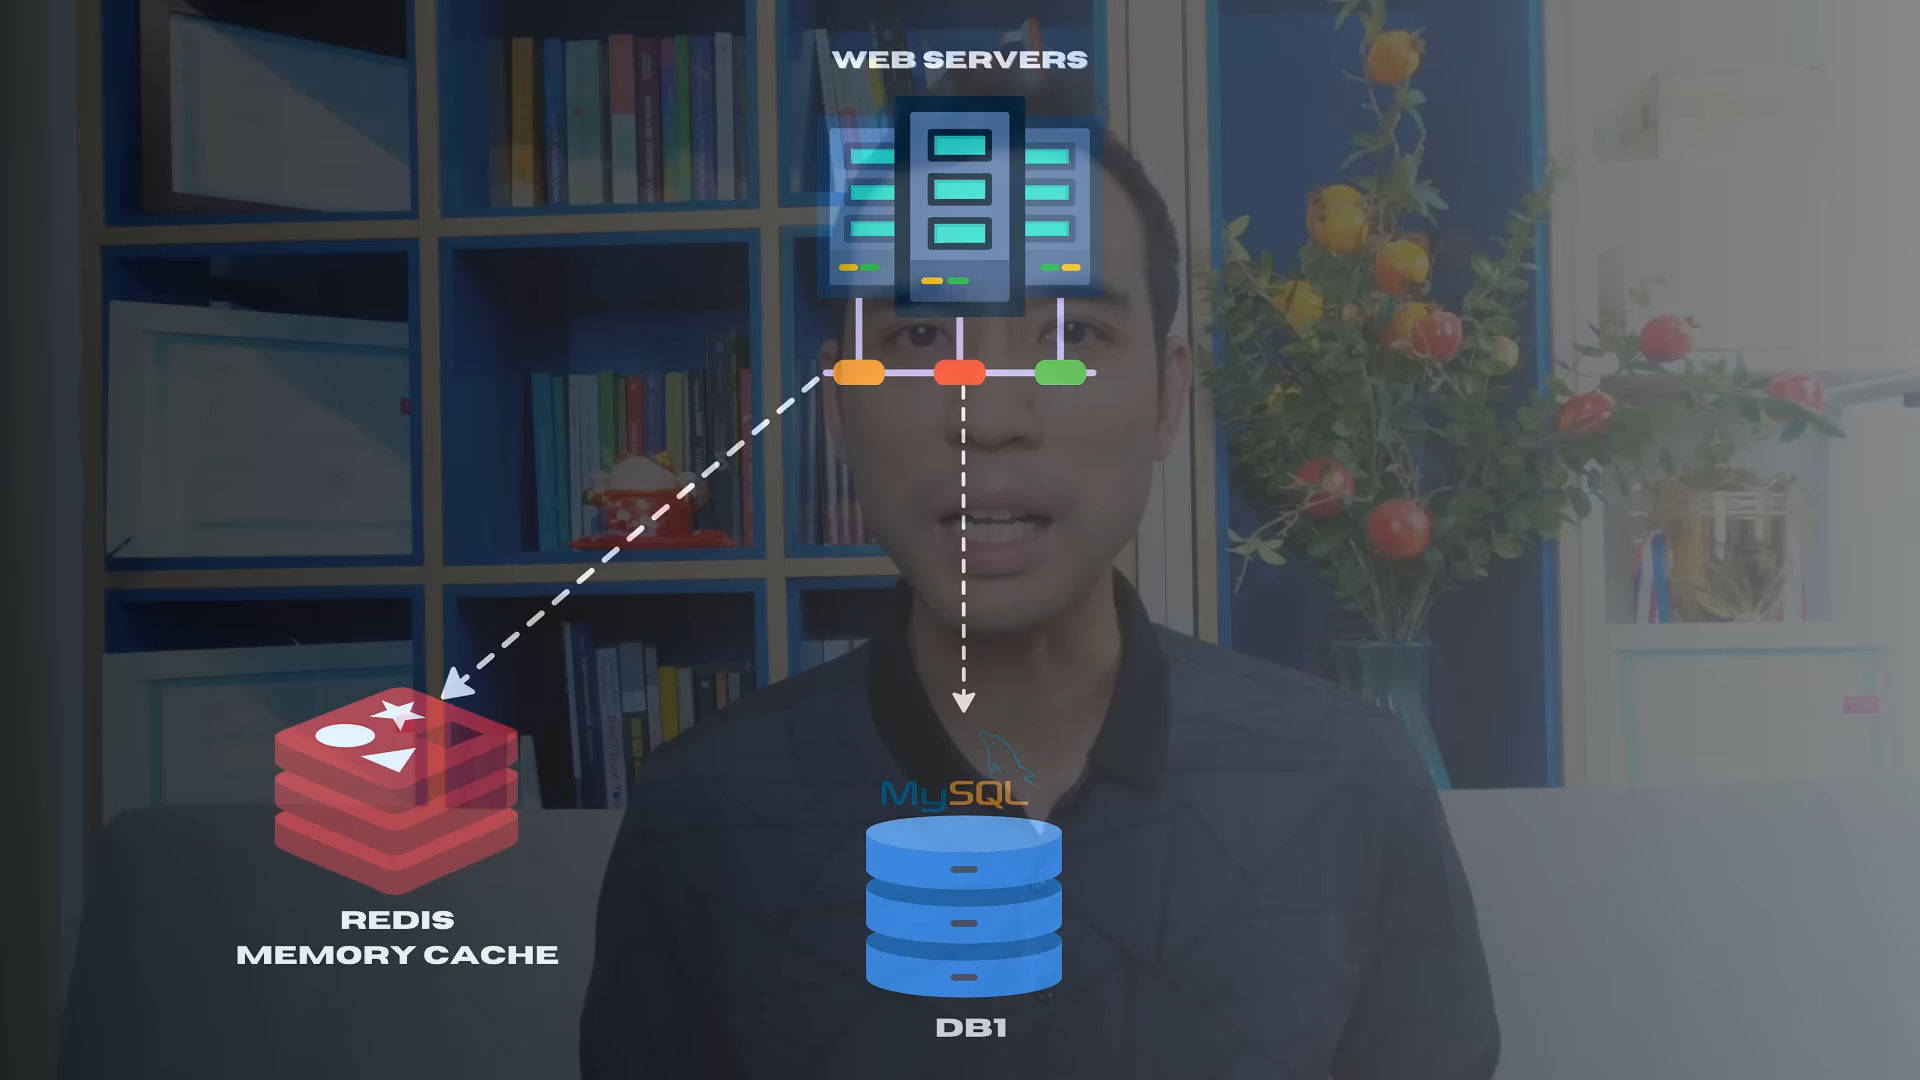 WEB SERVERS
MySQL
REDIS
MEMORY CACHE
DB1